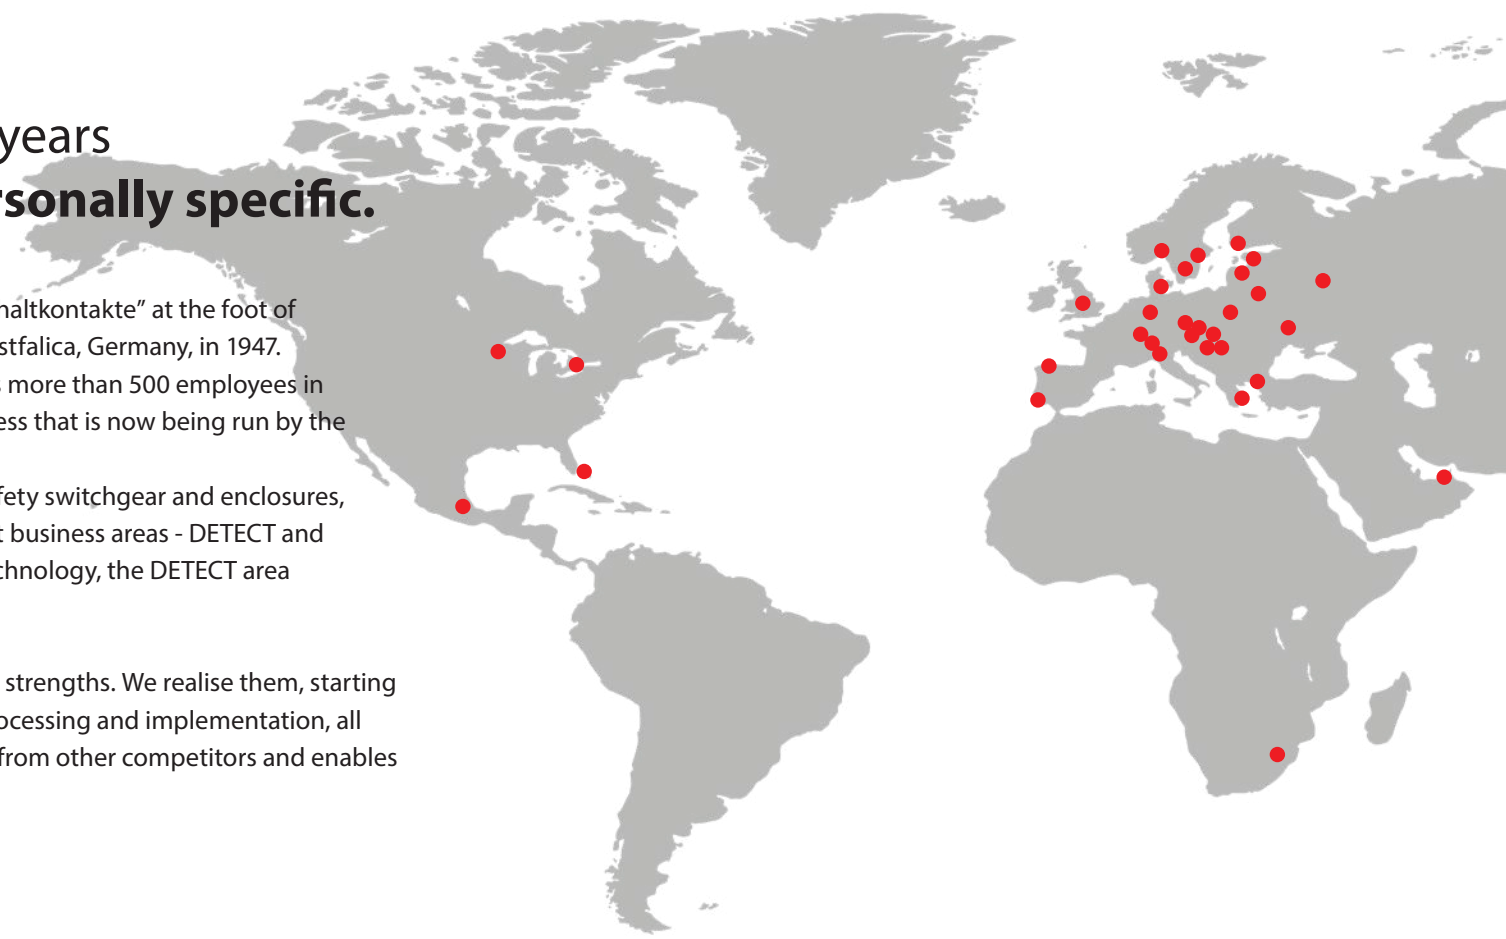 years
rsonally specific.
haltkontakte” at the foot of
stfalica, Germany, in 1947.
s more than 500 employees in
ess that is now being run by the
fety switchgear and enclosures,
t business areas - DETECT and
chnology, the DETECT area
strengths. We realise them, starting
ocessing and implementation, all
from other competitors and enables